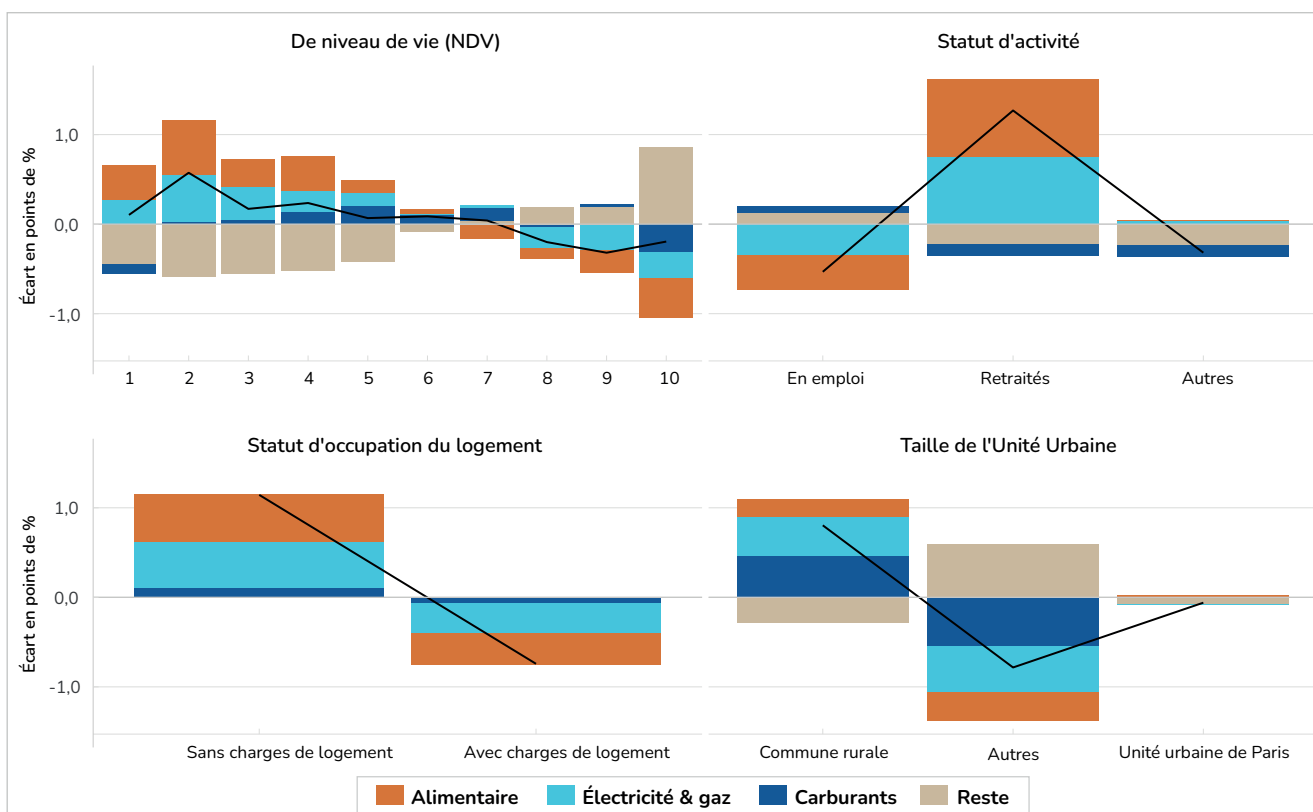 De niveau de vie (NDV)
Écart en points de %
1,0
0,0
-1,0
1 2 3 4 5 6 7 8 9 10
Statut d'activité
En emploi Retraités Autres
Statut d'occupation du logement
Écart en points de %
1,0
0,0
-1,0
Sans charges de logement Avec charges de logement
Taille de l'Unité Urbaine
Commune rurale Autres Unité urbaine de Paris
Alimentaire Électricité & gaz Carburants Reste